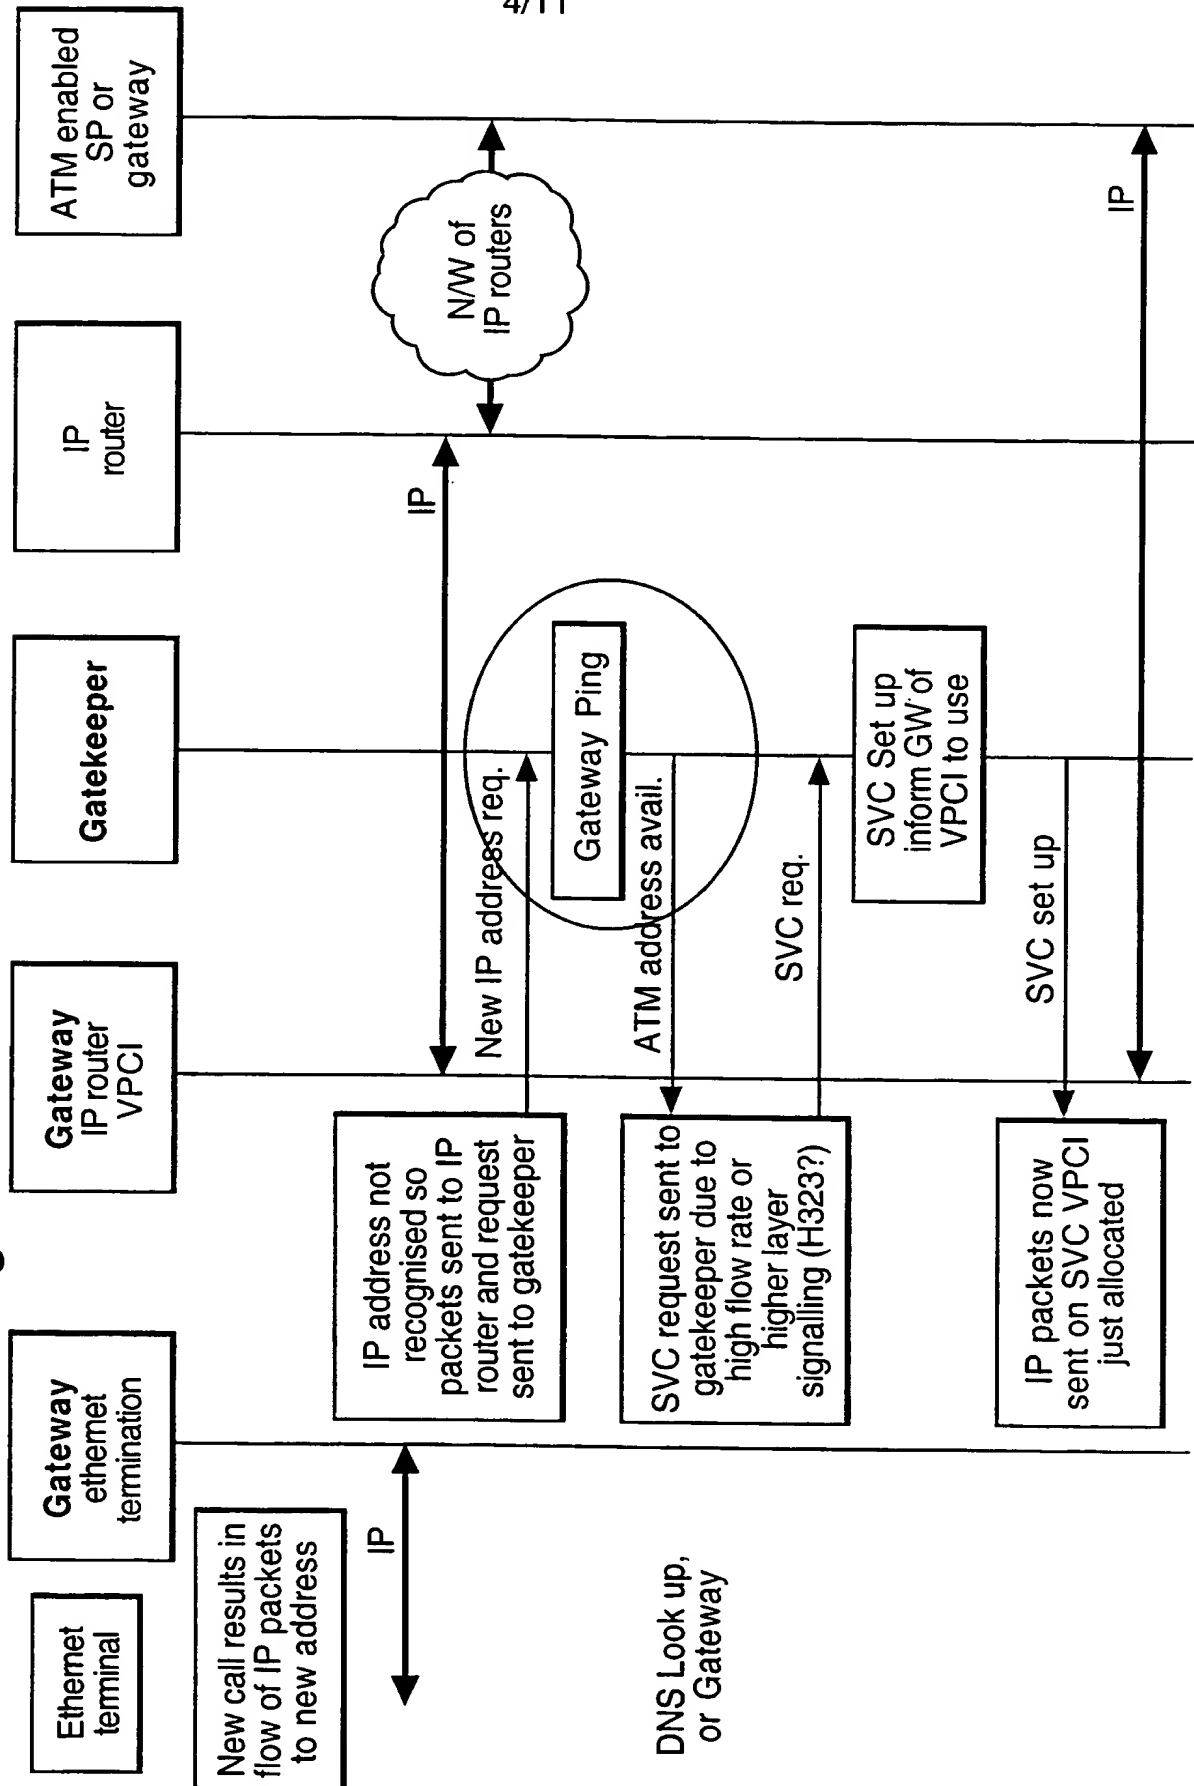 4/11
Ethernet
terminal
Gateway
ethernet
termination
Gateway
IP router
VPCI
Gatekeeper
IP
router
ATM enabled
SP or
gateway
New call results in
flow of IP packets
to new address
IP
IP address not
recognised so
packets sent to IP
router and request
sent to gatekeeper
IP
N/W of
IP routers
New IP address req.
Gateway Ping
ATM address avail.
SVC request sent to
gatekeeper due to
high flow rate or
higher layer
signalling (H323?)
DNS Look up,
or Gateway
SVC req.
SVC Set up
inform GW of
VPCI to use
SVC set up
IP packets now
sent on SVC VPCI
just allocated
IP